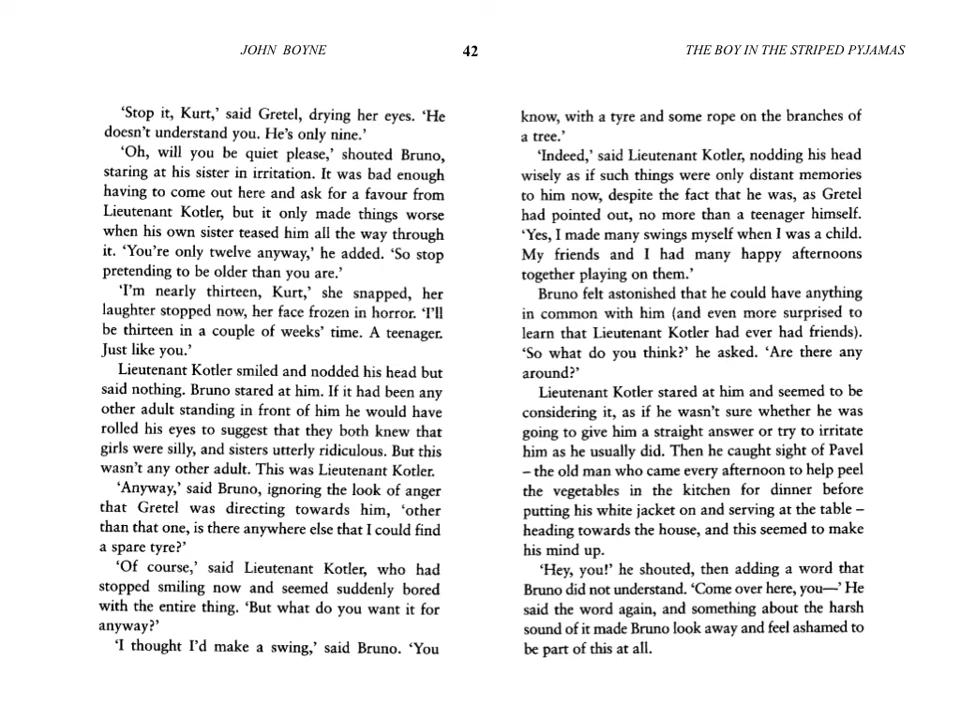 JOHN BOYNE
42
THE BOY IN THE STRIPED PYJAMAS
‘Stop it, Kurt,’ said Gretel, drying her eyes. ‘He
doesn’t understand you. He’s only nine.’
‘Oh, will you be quiet please,’ shouted Bruno,
staring at his sister in irritation. It was bad enough
having to come out here and ask for a favour from
Lieutenant Kotler, but it only made things worse
when his own sister teased him all the way through
it. ‘You’re only twelve anyway,’ he added. ‘So stop
pretending to be older than you are.’
‘I’m nearly thirteen, Kurt,’ she snapped, her
laughter stopped now, her face frozen in horror. ‘I’ll
be thirteen in a couple of weeks’ time. A teenager.
Just like you.’
Lieutenant Kotler smiled and nodded his head but
said nothing. Bruno stared at him. If it had been any
other adult standing in front of him he would have
rolled his eyes to suggest that they both knew that
girls were silly, and sisters utterly ridiculous. But this
wasn’t any other adult. This was Lieutenant Kotler.
‘Anyway,’ said Bruno, ignoring the look of anger
that Gretel was directing towards him, ‘other
than that one, is there anywhere else that I could find
a spare tyre?’
‘Of course,’ said Lieutenant Kotler, who had
stopped smiling now and seemed suddenly bored
with the entire thing. ‘But what do you want it for
anyway?’
‘I thought I’d make a swing,’ said Bruno. ‘You
know, with a tyre and some rope on the branches of
a tree.’
‘Indeed,’ said Lieutenant Kotler, nodding his head
wisely as if such things were only distant memories
to him now, despite the fact that he was, as Gretel
had pointed out, no more than a teenager himself.
‘Yes, I made many swings myself when I was a child.
My friends and I had many happy afternoons
together playing on them.’
Bruno felt astonished that he could have anything
in common with him (and even more surprised to
learn that Lieutenant Kotler had ever had friends).
‘So what do you think?’ he asked. ‘Are there any
around?’
Lieutenant Kotler stared at him and seemed to be
considering it, as if he wasn’t sure whether he was
going to give him a straight answer or try to irritate
him as he usually did. Then he caught sight of Pavel
– the old man who came every afternoon to help peel
the vegetables in the kitchen for dinner before
putting his white jacket on and serving at the table –
heading towards the house, and this seemed to make
his mind up.
‘Hey, you!’ he shouted, then adding a word that
Bruno did not understand. ‘Come over here, you—’ He
said the word again, and something about the harsh
sound of it made Bruno look away and feel ashamed to
be part of this at all.